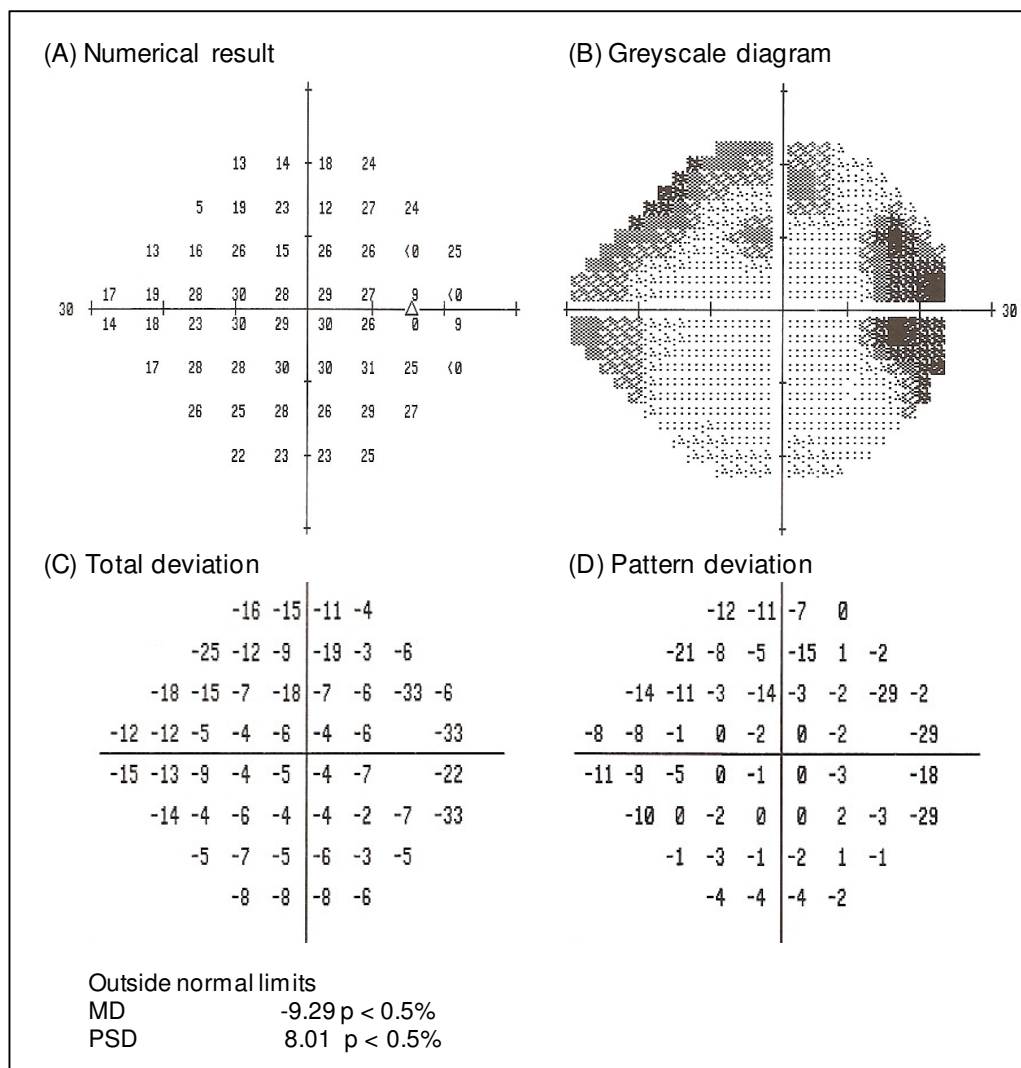 (A) Numerical result
13 14 18 24
5 19 23 12 27 24
13 16 26 15 26 26 <0 25
17 19 28 30 28 29 27 9 <0
30
14 18 23 30 29 30 26 0 9
17 28 28 30 30 31 25 <0
26 25 28 26 29 27
22 23 23 25
(B) Greyscale diagram
30
(C) Total deviation
-16 -15 -11 -4
-25 -12 -9 -19 -3 -6
-18 -15 -7 -18 -7 -6 -33 -6
-12 -12 -5 -4 -6 -4 -6 -33
-15 -13 -9 -4 -5 -4 -7 -22
-14 -4 -6 -4 -4 -2 -7 -33
-5 -7 -5 -6 -3 -5
-8 -8 -8 -6
(D) Pattern deviation
-12 -11 -7 0
-21 -8 -5 -15 1 -2
-14 -11 -3 -14 -3 -2 -29 -2
-8 -8 -1 0 -2 0 -2 -29
-11 -9 -5 0 -1 0 -3 -18
-10 0 -2 0 0 2 -3 -29
-1 -3 -1 -2 1 -1
-4 -4 -4 -2
Outside normal limits
MD -9.29 p < 0.5%
PSD 8.01 p < 0.5%